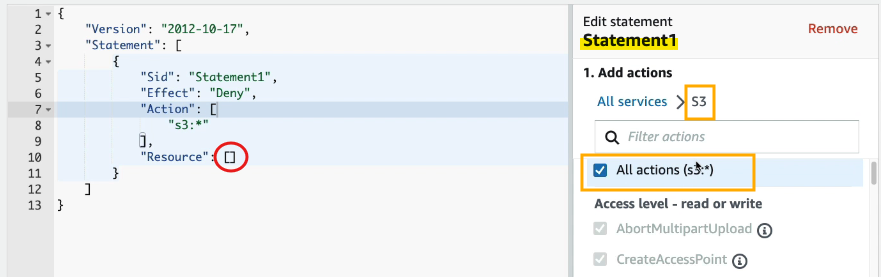 1 {
2 "Version": "2012-10-17",
3 "Statement": [
4 {
5 "Sid": "Statement1",
6 "Effect": "Deny",
7 "Action": [
8 "s3:*"
9 ],
10 "Resource": []
11 }
12 ]
13 }
Edit statement
Remove
Statement1
1. Add actions
All services > S3
Filter actions
All actions (s3:*)
Access level - read or write
AbortMultipartUpload
CreateAccessPoint